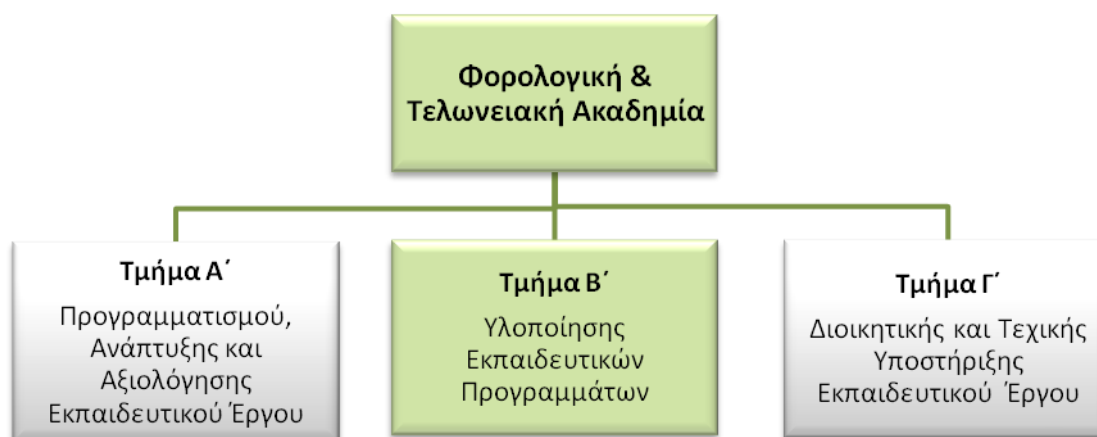 Φορολογική &
Τελωνειακή Ακαδημία
Τμήμα Α΄
Προγραμματισμού,
Ανάπτυξης και
Αξιολόγησης
Εκπαιδευτικού Έργου
Τμήμα Β΄
Υλοποίησης
Εκπαιδευτικών
Προγραμμάτων
Τμήμα Γ΄
Διοικητικής και Τεχικής
Υποστήριξης
Εκπαιδευτικού Έργου